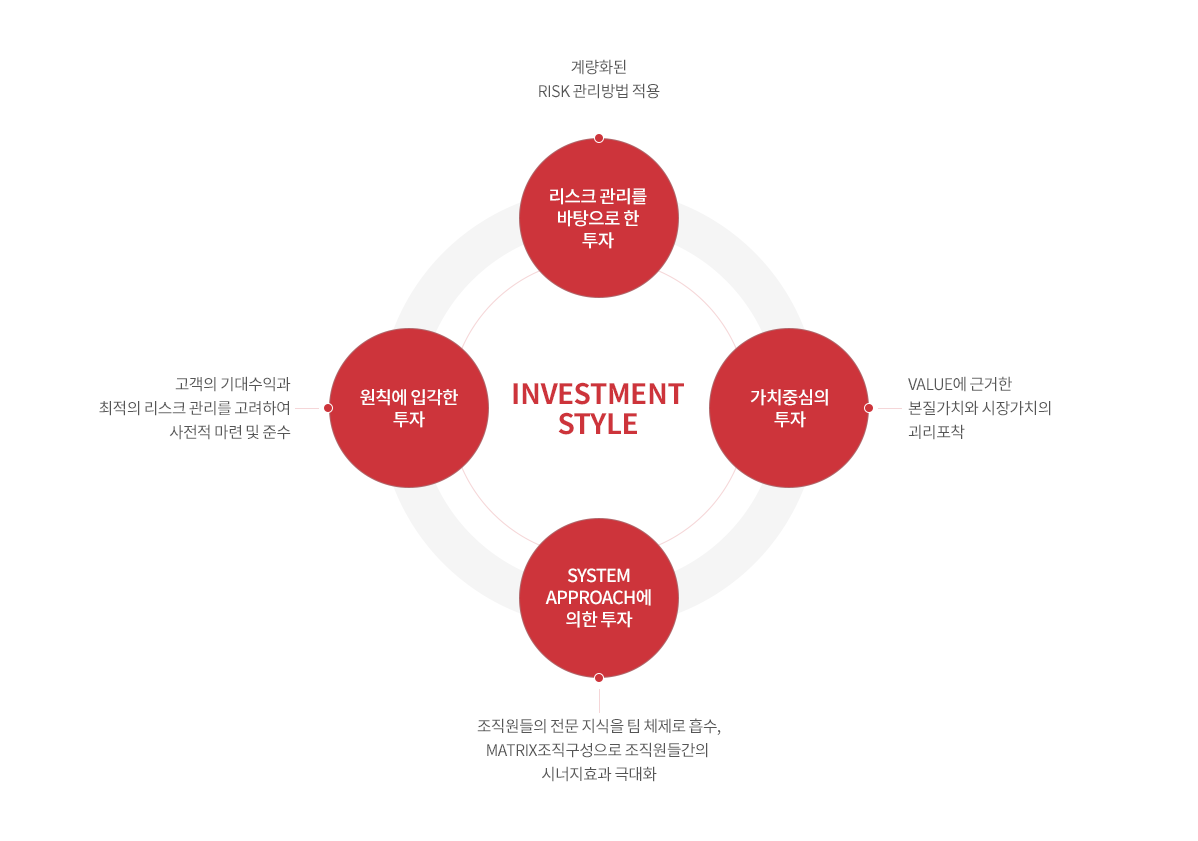 계량화된
RISK 관리방법 적용
리스크 관리를
바탕으로 한
투자
고객의 기대수익과
최적의 리스크 관리를 고려하여
사전적 마련 및 준수
원칙에 입각한
투자
INVESTMENT
STYLE
가치중심의
투자
VALUE에 근거한
본질가치와 시장가치의
괴리포착
SYSTEM
APPROACH에
의한 투자
조직원들의 전문 지식을 팀 체제로 흡수,
MATRIX조직구성으로 조직원들간의
시너지효과 극대화